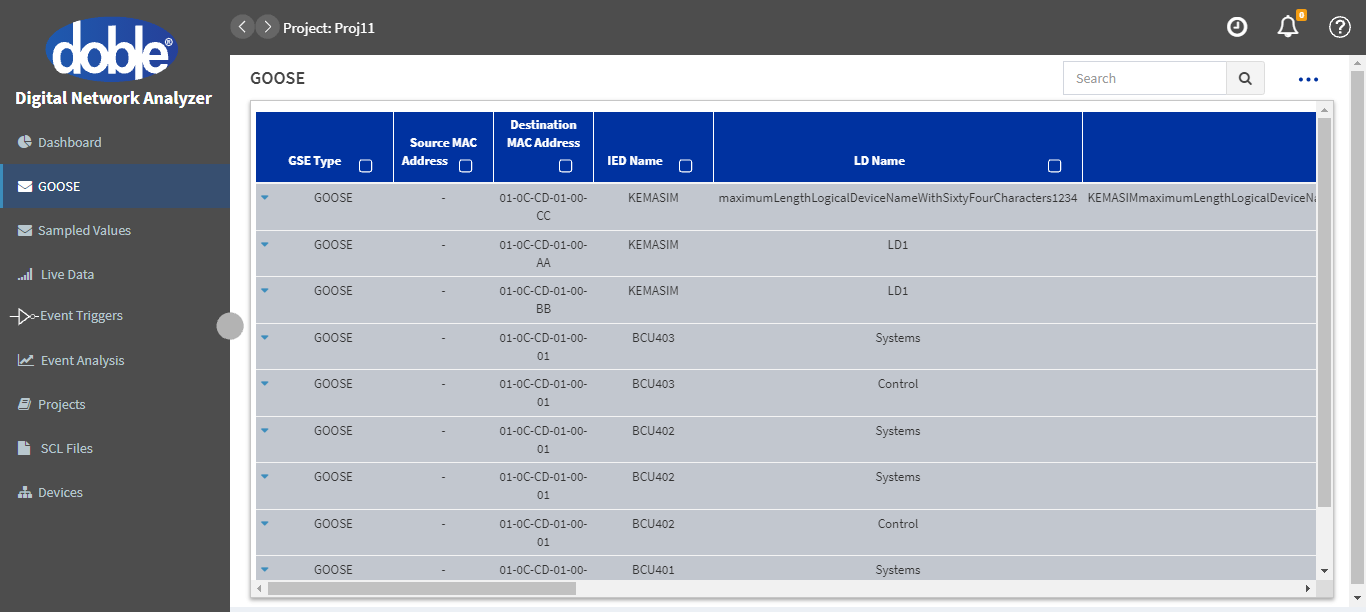 doble®
Digital Network Analyzer
Dashboard
GOOSE
Sampled Values
Live Data
Event Triggers
Event Analysis
Projects
SCL Files
Devices
Project: Proj11
0
GOOSE
Search
GSE Type
Source MAC
Address
Destination
MAC Address
IED Name
LD Name
GOOSE - 01-0C-CD-01-00- KEMASIM maximumLengthLogicalDeviceNameWithSixtyFourCharacters1234 KEMASIMmaximumLengthLogicalDeviceNa
CC
GOOSE - 01-0C-CD-01-00- KEMASIM LD1
AA
GOOSE - 01-0C-CD-01-00- KEMASIM LD1
BB
GOOSE - 01-0C-CD-01-00- BCU403 Systems
01
GOOSE - 01-0C-CD-01-00- BCU403 Control
01
GOOSE - 01-0C-CD-01-00- BCU402 Systems
01
GOOSE - 01-0C-CD-01-00- BCU402 Systems
01
GOOSE - 01-0C-CD-01-00- BCU402 Control
01
GOOSE - 01-0C-CD-01-00- BCU401 Systems